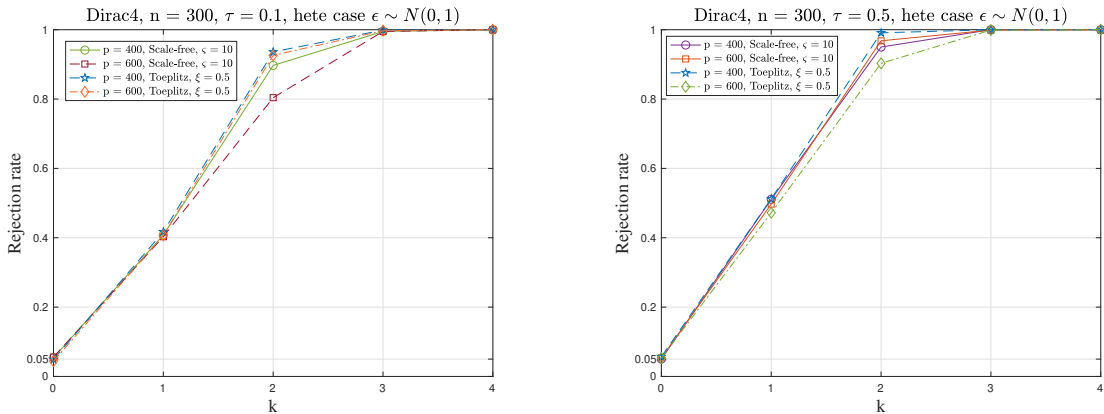 Dirac4, n = 300, τ = 0.1, hete case ϵ ∼ N(0, 1)
1
0.8
0.6
0.4
0.2
0.05
0
Rejection rate
p = 400, Scale-free, ς = 10
p = 600, Scale-free, ς = 10
p = 400, Toeplitz, ξ = 0.5
p = 600, Toeplitz, ξ = 0.5
0 1 2 3 4
k
Dirac4, n = 300, τ = 0.5, hete case ϵ ∼ N(0, 1)
1
0.8
0.6
0.4
0.2
0.05
0
Rejection rate
p = 400, Scale-free, ς = 10
p = 600, Scale-free, ς = 10
p = 400, Toeplitz, ξ = 0.5
p = 600, Toeplitz, ξ = 0.5
0 1 2 3 4
k